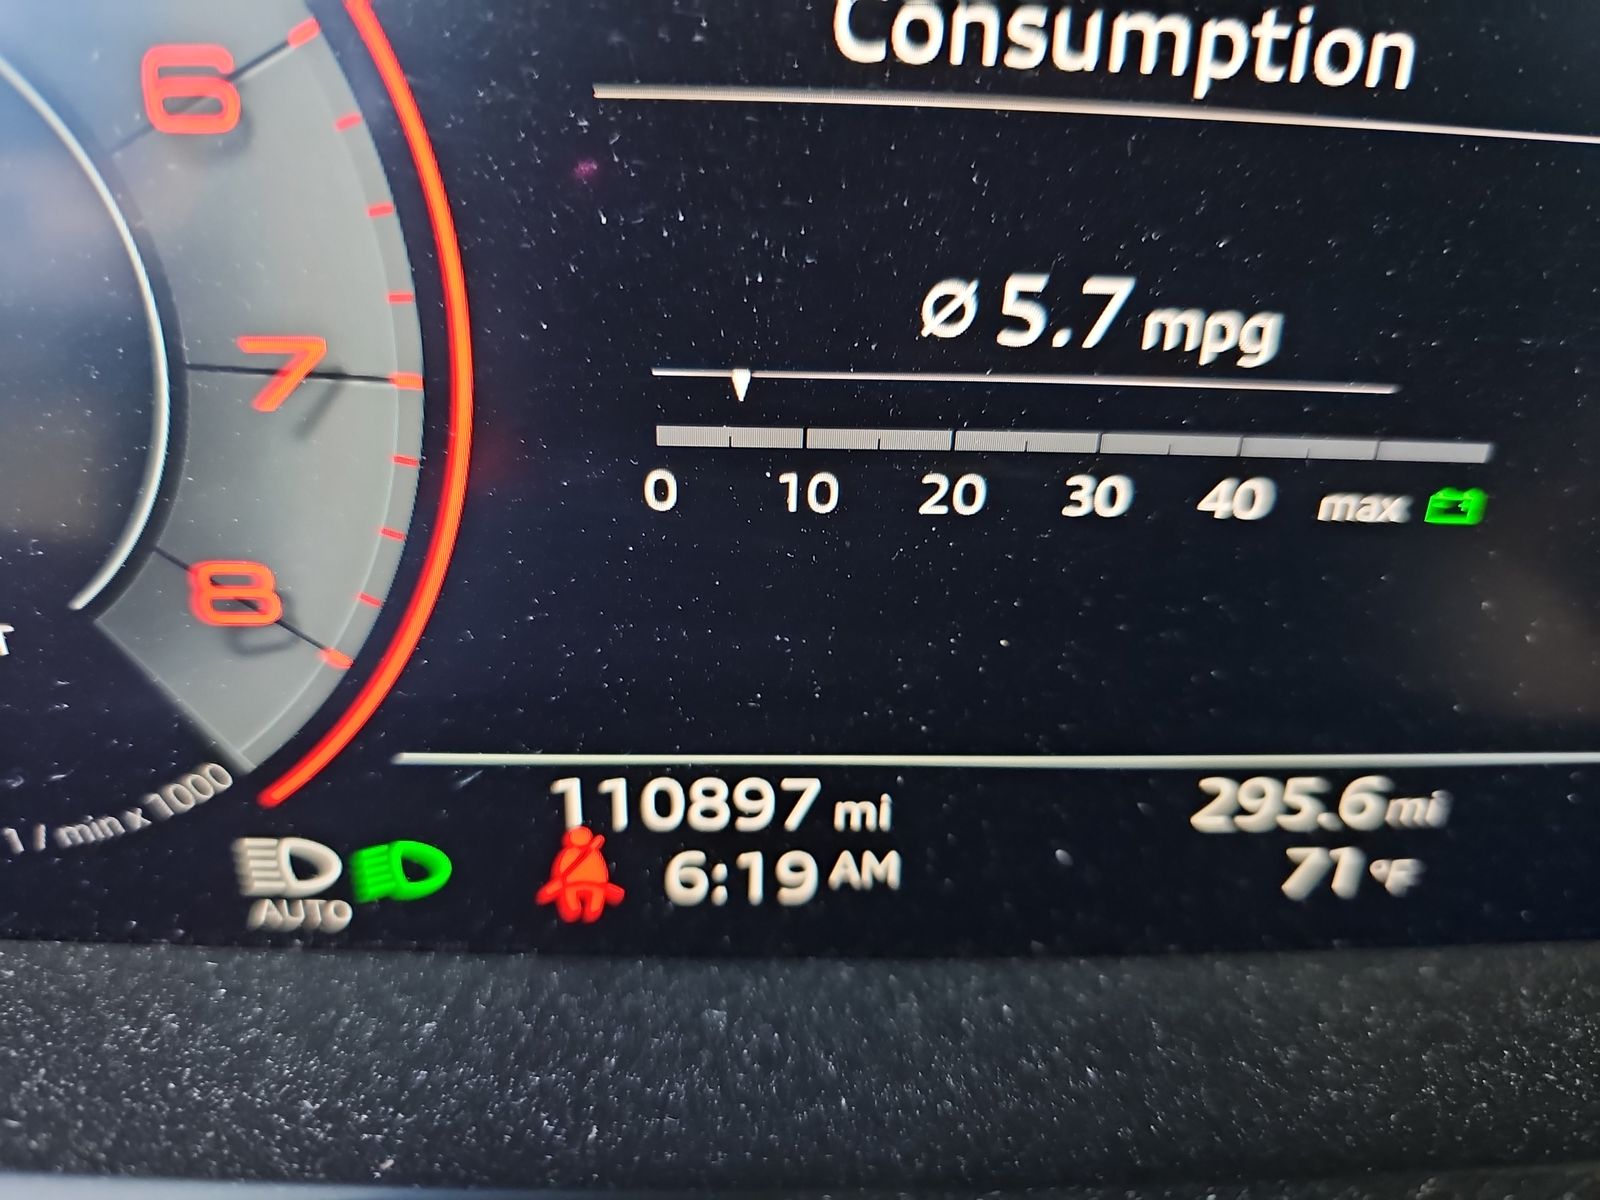 Consumption
6
ø 5.7 mpg
7
0 10 20 30 40 max
8
1 / min x 1000
110897 mi 295.6 mi
AUTO 6:19 AM 71 °F